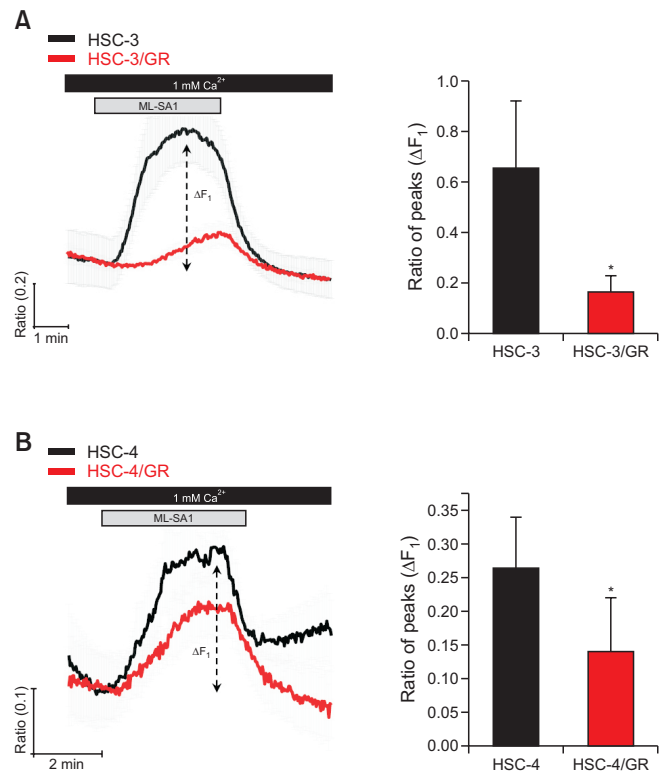 A
HSC-3
HSC-3/GR
1 mM Ca²⁺
ML-SA1
ΔF₁
Ratio (0.2)
1 min
Ratio of peaks (ΔF₁)
1.0
0.8
0.6
0.4
0.2
0.0
*
HSC-3
HSC-3/GR
B
HSC-4
HSC-4/GR
1 mM Ca²⁺
ML-SA1
ΔF₁
Ratio (0.1)
2 min
Ratio of peaks (ΔF₁)
0.35
0.30
0.25
0.20
0.15
0.10
0.05
0.00
*
HSC-4
HSC-4/GR